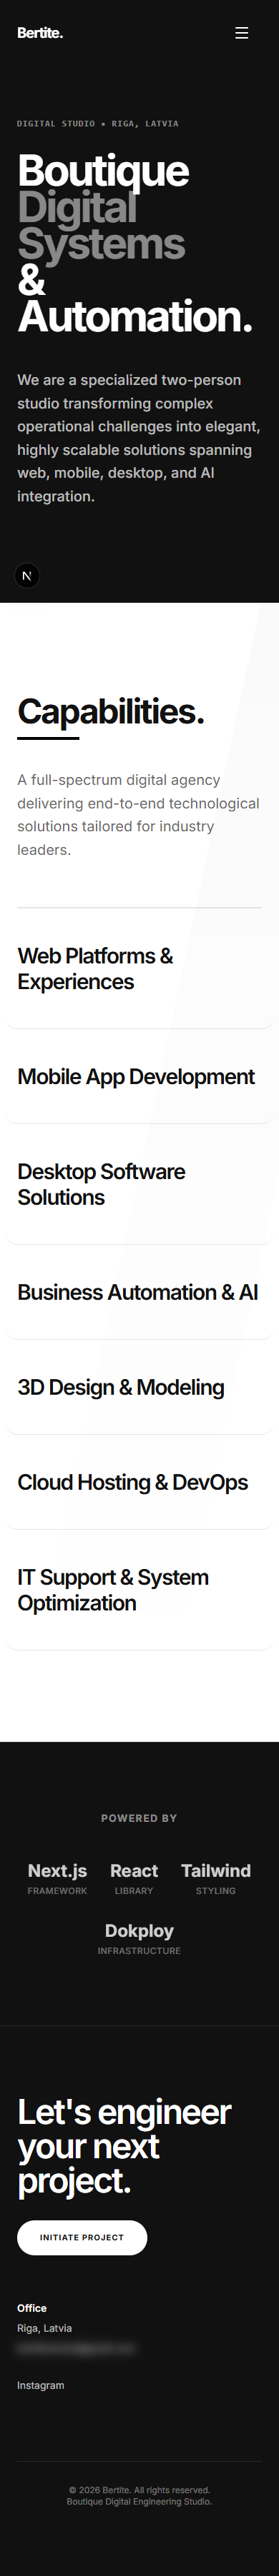 Bertite.
DIGITAL STUDIO • RIGA, LATVIA
Boutique
Digital
Systems
&
Automation.
We are a specialized two-person
studio transforming complex
operational challenges into elegant,
highly scalable solutions spanning
web, mobile, desktop, and AI
integration.
N
Capabilities.
A full-spectrum digital agency
delivering end-to-end technological
solutions tailored for industry
leaders.
Web Platforms &
Experiences
Mobile App Development
Desktop Software
Solutions
Business Automation & AI
3D Design & Modeling
Cloud Hosting & DevOps
IT Support & System
Optimization
POWERED BY
Next.js React Tailwind
FRAMEWORK LIBRARY STYLING
Dokploy
INFRASTRUCTURE
Let's engineer
your next
project.
INITIATE PROJECT
Office
Riga, Latvia
Instagram
© 2026 Bertite. All rights reserved.
Boutique Digital Engineering Studio.